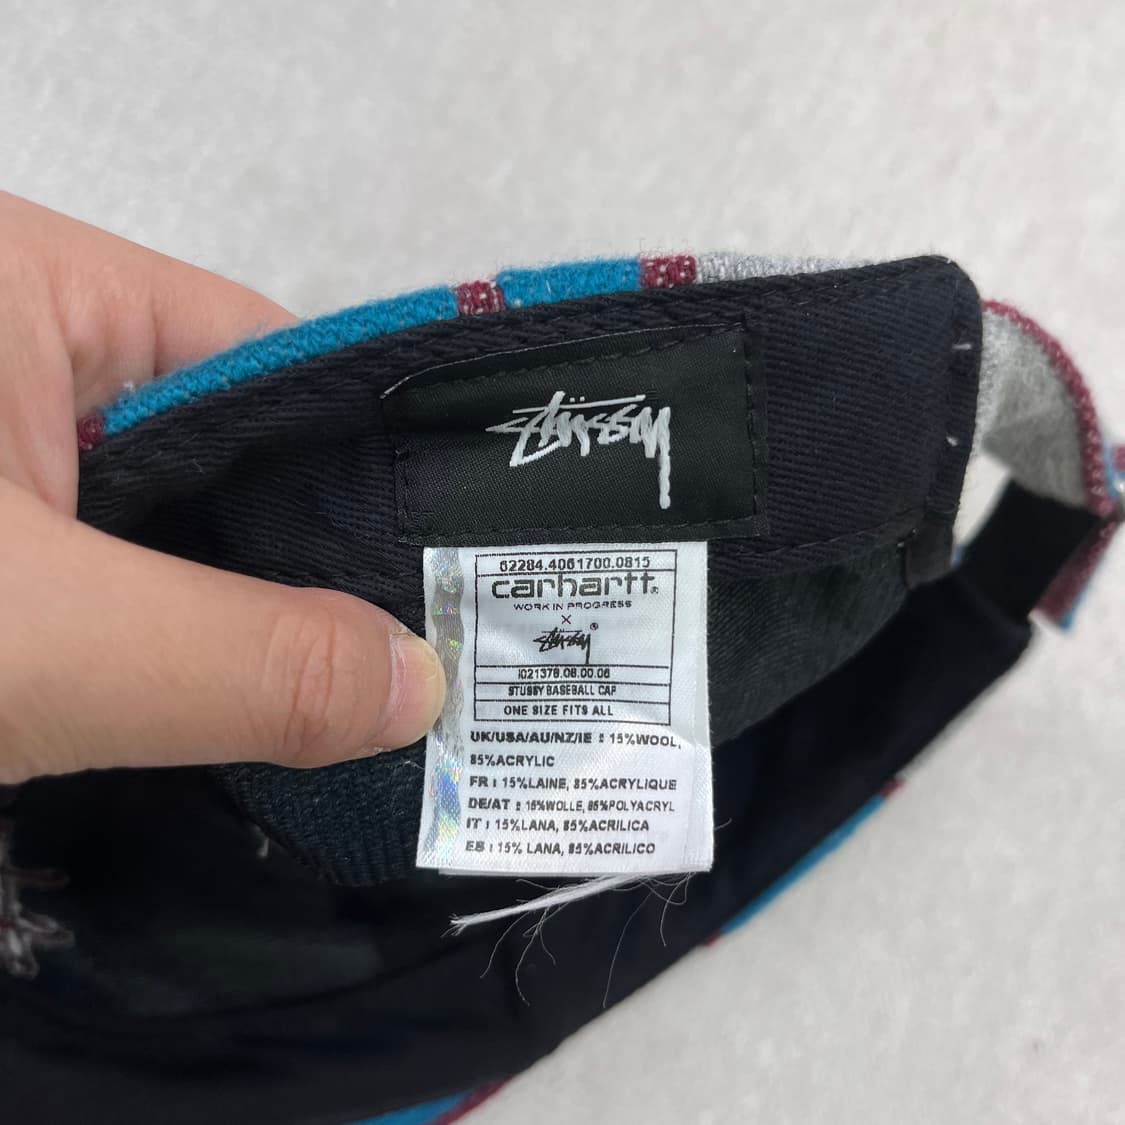 STÜSSY
62284.4061700.0815
carhartt®
WORK IN PROGRESS
X
STÜSSY®
I021378.08.00.06
STUSSY BASEBALL CAP
ONE SIZE FITS ALL
UK/USA/AU/NZ/IE : 15%WOOL,
85%ACRYLIC
FR : 15%LAINE, 85%ACRYLIQUE
DE/AT : 15%WOLLE, 85%POLYACRYL
IT : 15%LANA, 85%ACRILICA
ES : 15% LANA, 85%ACRILICO